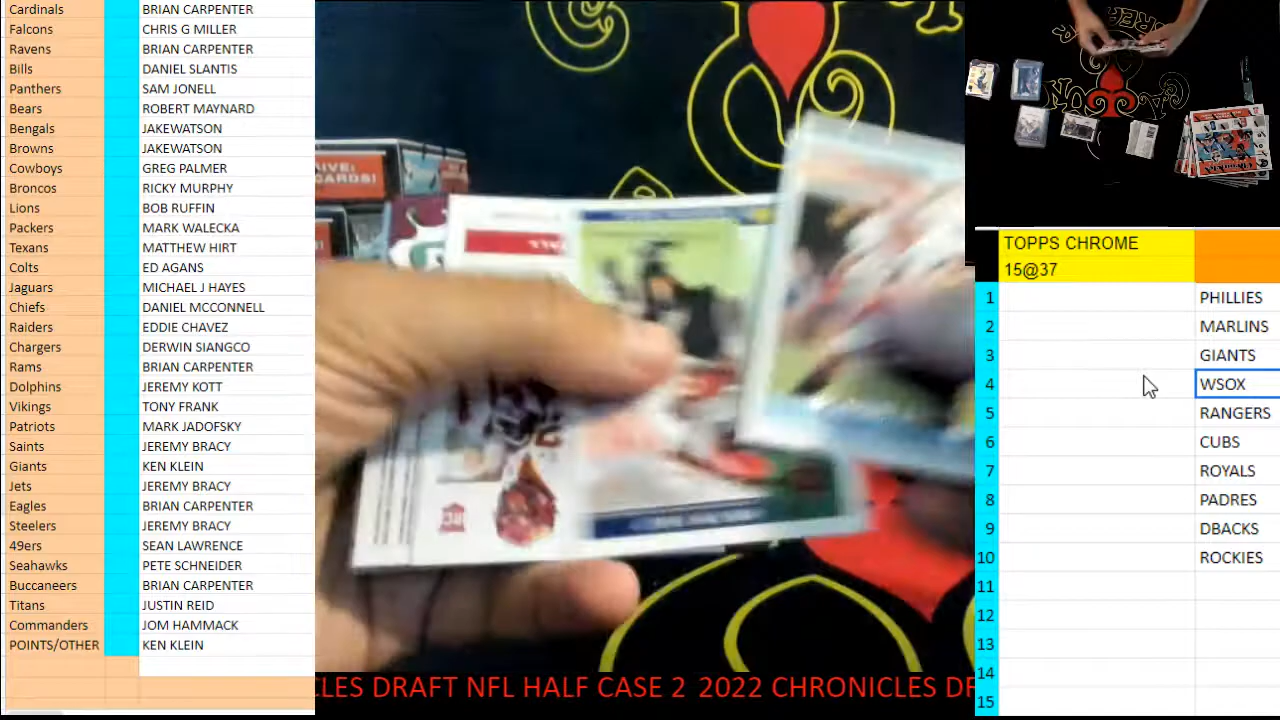 Cardinals BRIAN CARPENTER
Falcons CHRIS G MILLER
Ravens BRIAN CARPENTER
Bills DANIEL SLANTIS
Panthers SAM JONELL
Bears ROBERT MAYNARD
Bengals JAKEWATSON
Browns JAKEWATSON
Cowboys GREG PALMER
Broncos RICKY MURPHY
Lions BOB RUFFIN
Packers MARK WALECKA
Texans MATTHEW HIRT
Colts ED AGANS
Jaguars MICHAEL J HAYES
Chiefs DANIEL MCCONNELL
Raiders EDDIE CHAVEZ
Chargers DERWIN SIANGCO
Rams BRIAN CARPENTER
Dolphins JEREMY KOTT
Vikings TONY FRANK
Patriots MARK JADOFSKY
Saints JEREMY BRACY
Giants KEN KLEIN
Jets JEREMY BRACY
Eagles BRIAN CARPENTER
Steelers JEREMY BRACY
49ers SEAN LAWRENCE
Seahawks PETE SCHNEIDER
Buccaneers BRIAN CARPENTER
Titans JUSTIN REID
Commanders JOM HAMMACK
POINTS/OTHER KEN KLEIN
CARDS!
CLES DRAFT NFL HALF CASE 2 2022 CHRONICLES
TOPPS CHROME
15@37
1 PHILLIES
2 MARLINS
3 GIANTS
4 WSOX
5 RANGERS
6 CUBS
7 ROYALS
8 PADRES
9 DBACKS
10 ROCKIES
11
12
13
14
15